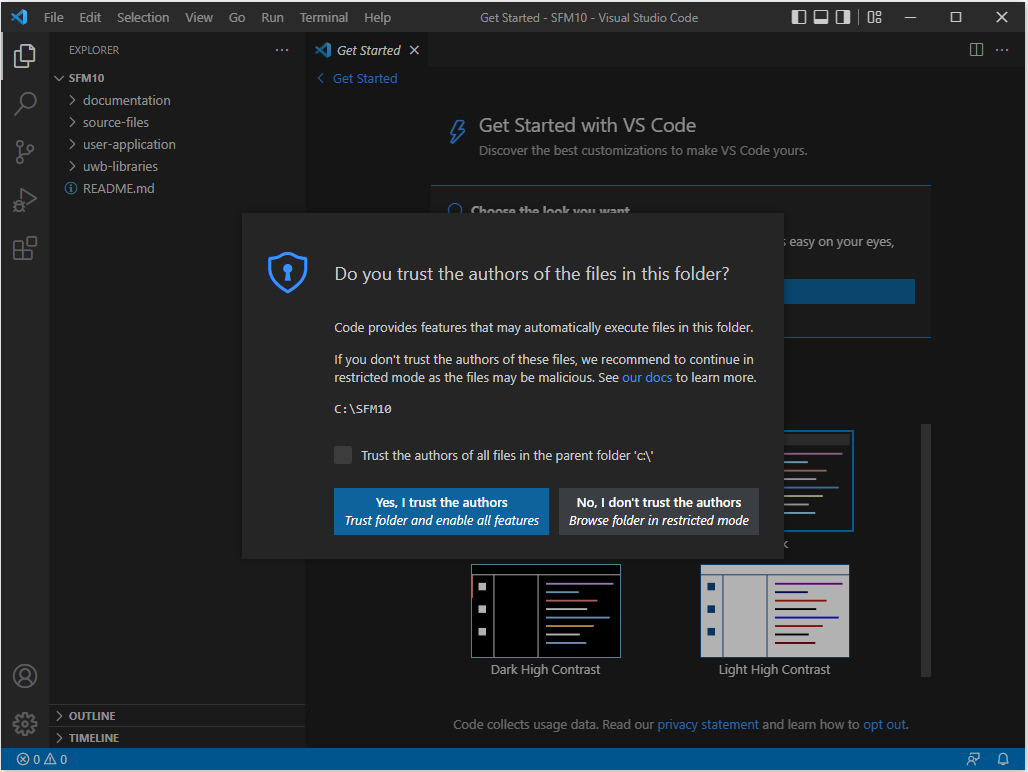 File Edit Selection View Go Run Terminal Help Get Started - SFM10 - Visual Studio Code
EXPLORER
SFM10
documentation
source-files
user-application
uwb-libraries
README.md
Get Started
Get Started
Get Started with VS Code
Discover the best customizations to make VS Code yours.
Choose the look you want
easy on your eyes,
Do you trust the authors of the files in this folder?
Code provides features that may automatically execute files in this folder.
If you don't trust the authors of these files, we recommend to continue in
restricted mode as the files may be malicious. See our docs to learn more.
C:\SFM10
Trust the authors of all files in the parent folder 'c:\'
Yes, I trust the authors
Trust folder and enable all features
No, I don't trust the authors
Browse folder in restricted mode
Dark High Contrast
Light High Contrast
Code collects usage data. Read our privacy statement and learn how to opt out.
OUTLINE
TIMELINE
0 0